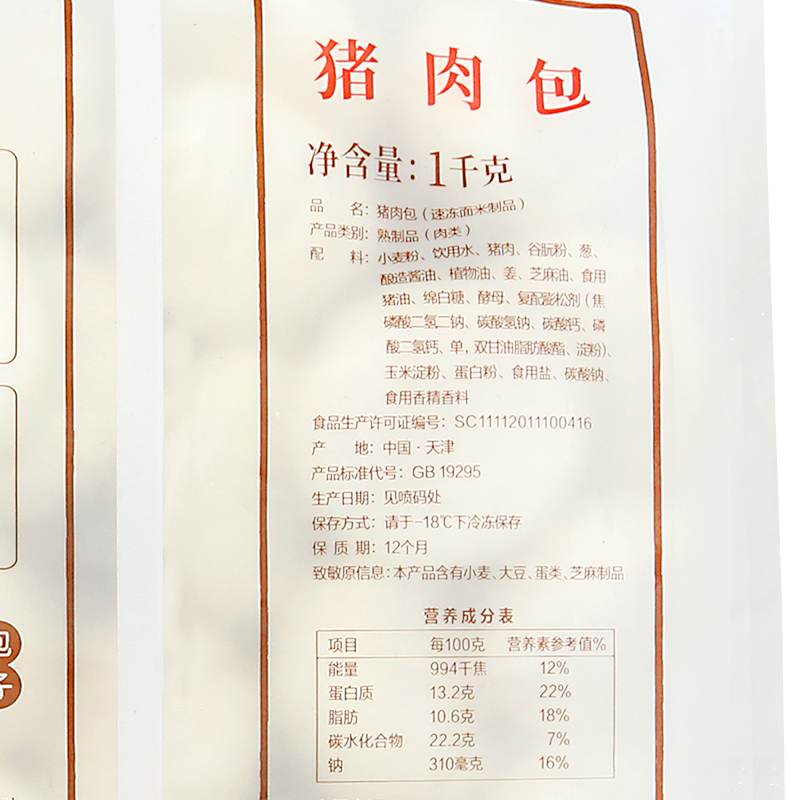 猪肉包
净含量：1千克
品　　名：猪肉包（速冻面米制品）
产品类别：熟制品（肉类）
配　　料：小麦粉、饮用水、猪肉、谷朊粉、葱、
酿造酱油、植物油、姜、芝麻油、食用
猪油、绵白糖、酵母、复配膨松剂（焦
磷酸二氢二钠、碳酸氢钠、碳酸钙、磷
酸二氢钙、单，双甘油脂肪酸酯、淀粉）、
玉米淀粉、蛋白粉、食用盐、碳酸钠、
食用香精香料
食品生产许可证编号：SC11112011100416
产　　地：中国·天津
产品标准代号：GB 19295
生产日期：见喷码处
保存方式：请于-18℃下冷冻保存
保 质 期：12个月
致敏原信息：本产品含有小麦、大豆、蛋类、芝麻制品
营养成分表
项目 每100克 营养素参考值%
能量 994千焦 12%
蛋白质 13.2克 22%
脂肪 10.6克 18%
碳水化合物 22.2克 7%
钠 310毫克 16%
包
子